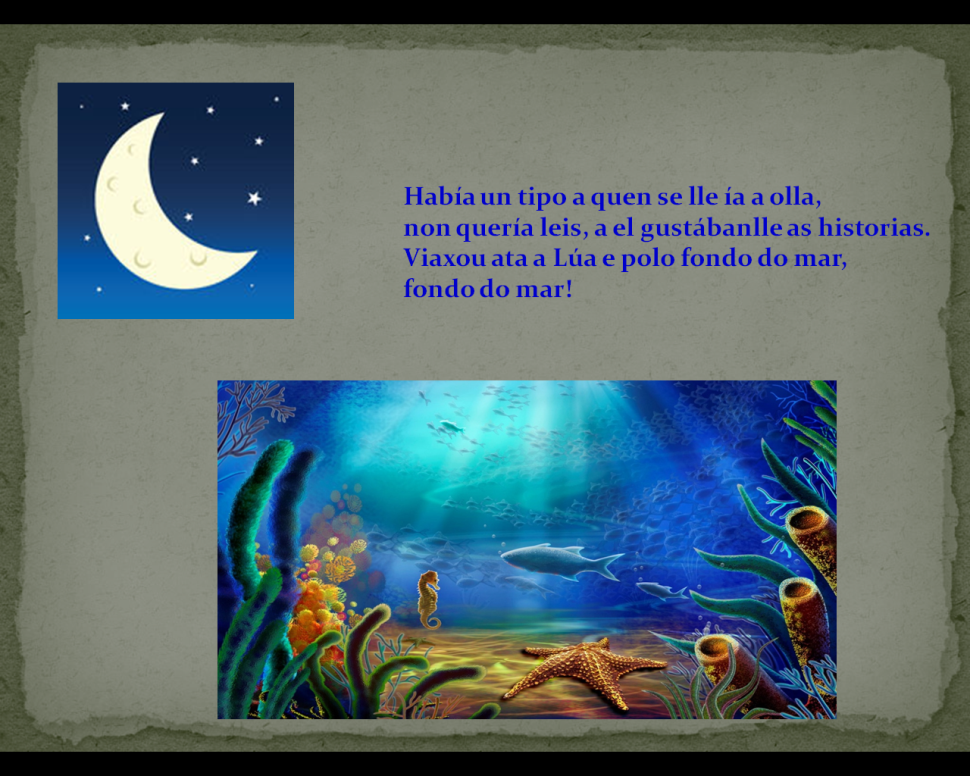 Había un tipo a quen se lle ía a olla,
non quería leis, a el gustábanlle as historias.
Viaxou ata a Lúa e polo fondo do mar,
fondo do mar!